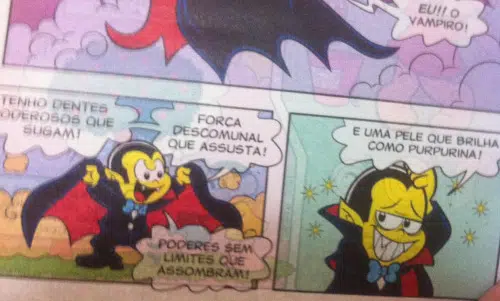 EU!! O
VAMPIRO!
TENHO DENTES
PODEROSOS QUE
SUGAM!
FORÇA
DESCOMUNAL
QUE ASSUSTA!
PODERES SEM
LIMITES QUE
ASSOMBRAM!
E UMA PELE QUE BRILHA
COMO PURPURINA!